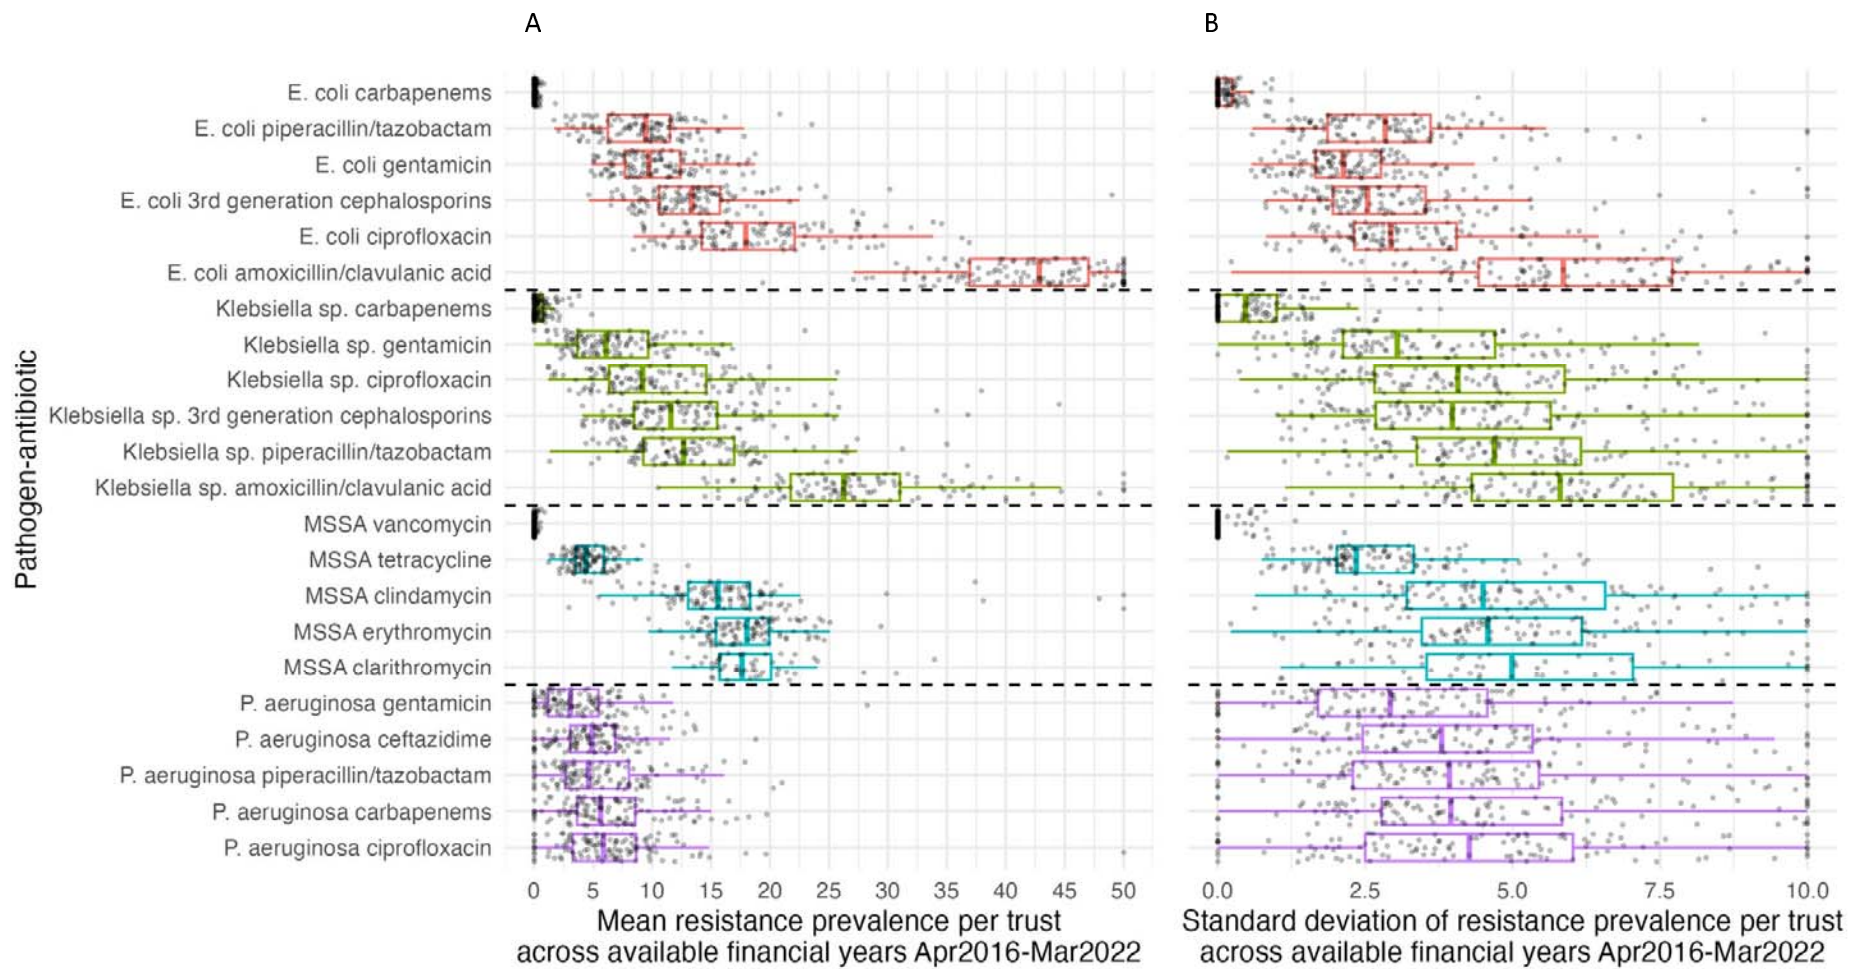 A
B
Pathogen-antibiotic
E. coli carbapenems
E. coli piperacillin/tazobactam
E. coli gentamicin
E. coli 3rd generation cephalosporins
E. coli ciprofloxacin
E. coli amoxicillin/clavulanic acid
Klebsiella sp. carbapenems
Klebsiella sp. gentamicin
Klebsiella sp. ciprofloxacin
Klebsiella sp. 3rd generation cephalosporins
Klebsiella sp. piperacillin/tazobactam
Klebsiella sp. amoxicillin/clavulanic acid
MSSA vancomycin
MSSA tetracycline
MSSA clindamycin
MSSA erythromycin
MSSA clarithromycin
P. aeruginosa gentamicin
P. aeruginosa ceftazidime
P. aeruginosa piperacillin/tazobactam
P. aeruginosa carbapenems
P. aeruginosa ciprofloxacin
0 5 10 15 20 25 30 35 40 45 50
Mean resistance prevalence per trust
across available financial years Apr2016-Mar2022
0.0 2.5 5.0 7.5 10.0
Standard deviation of resistance prevalence per trust
across available financial years Apr2016-Mar2022